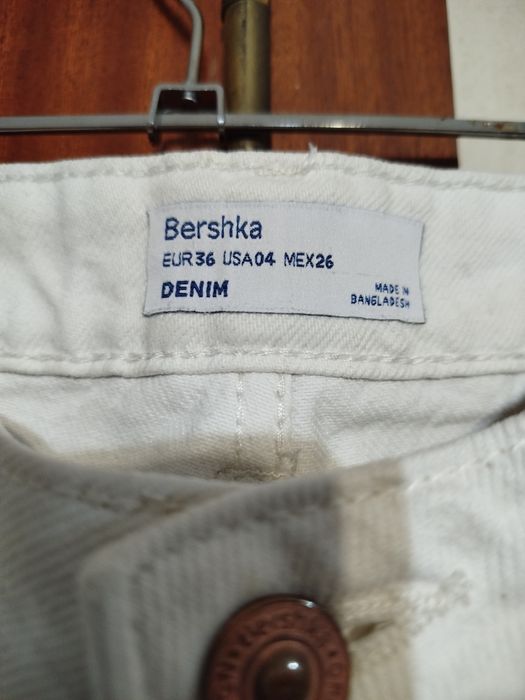 Bershka
EUR36 USA04 MEX26
DENIM
MADE IN
BANGLADESH